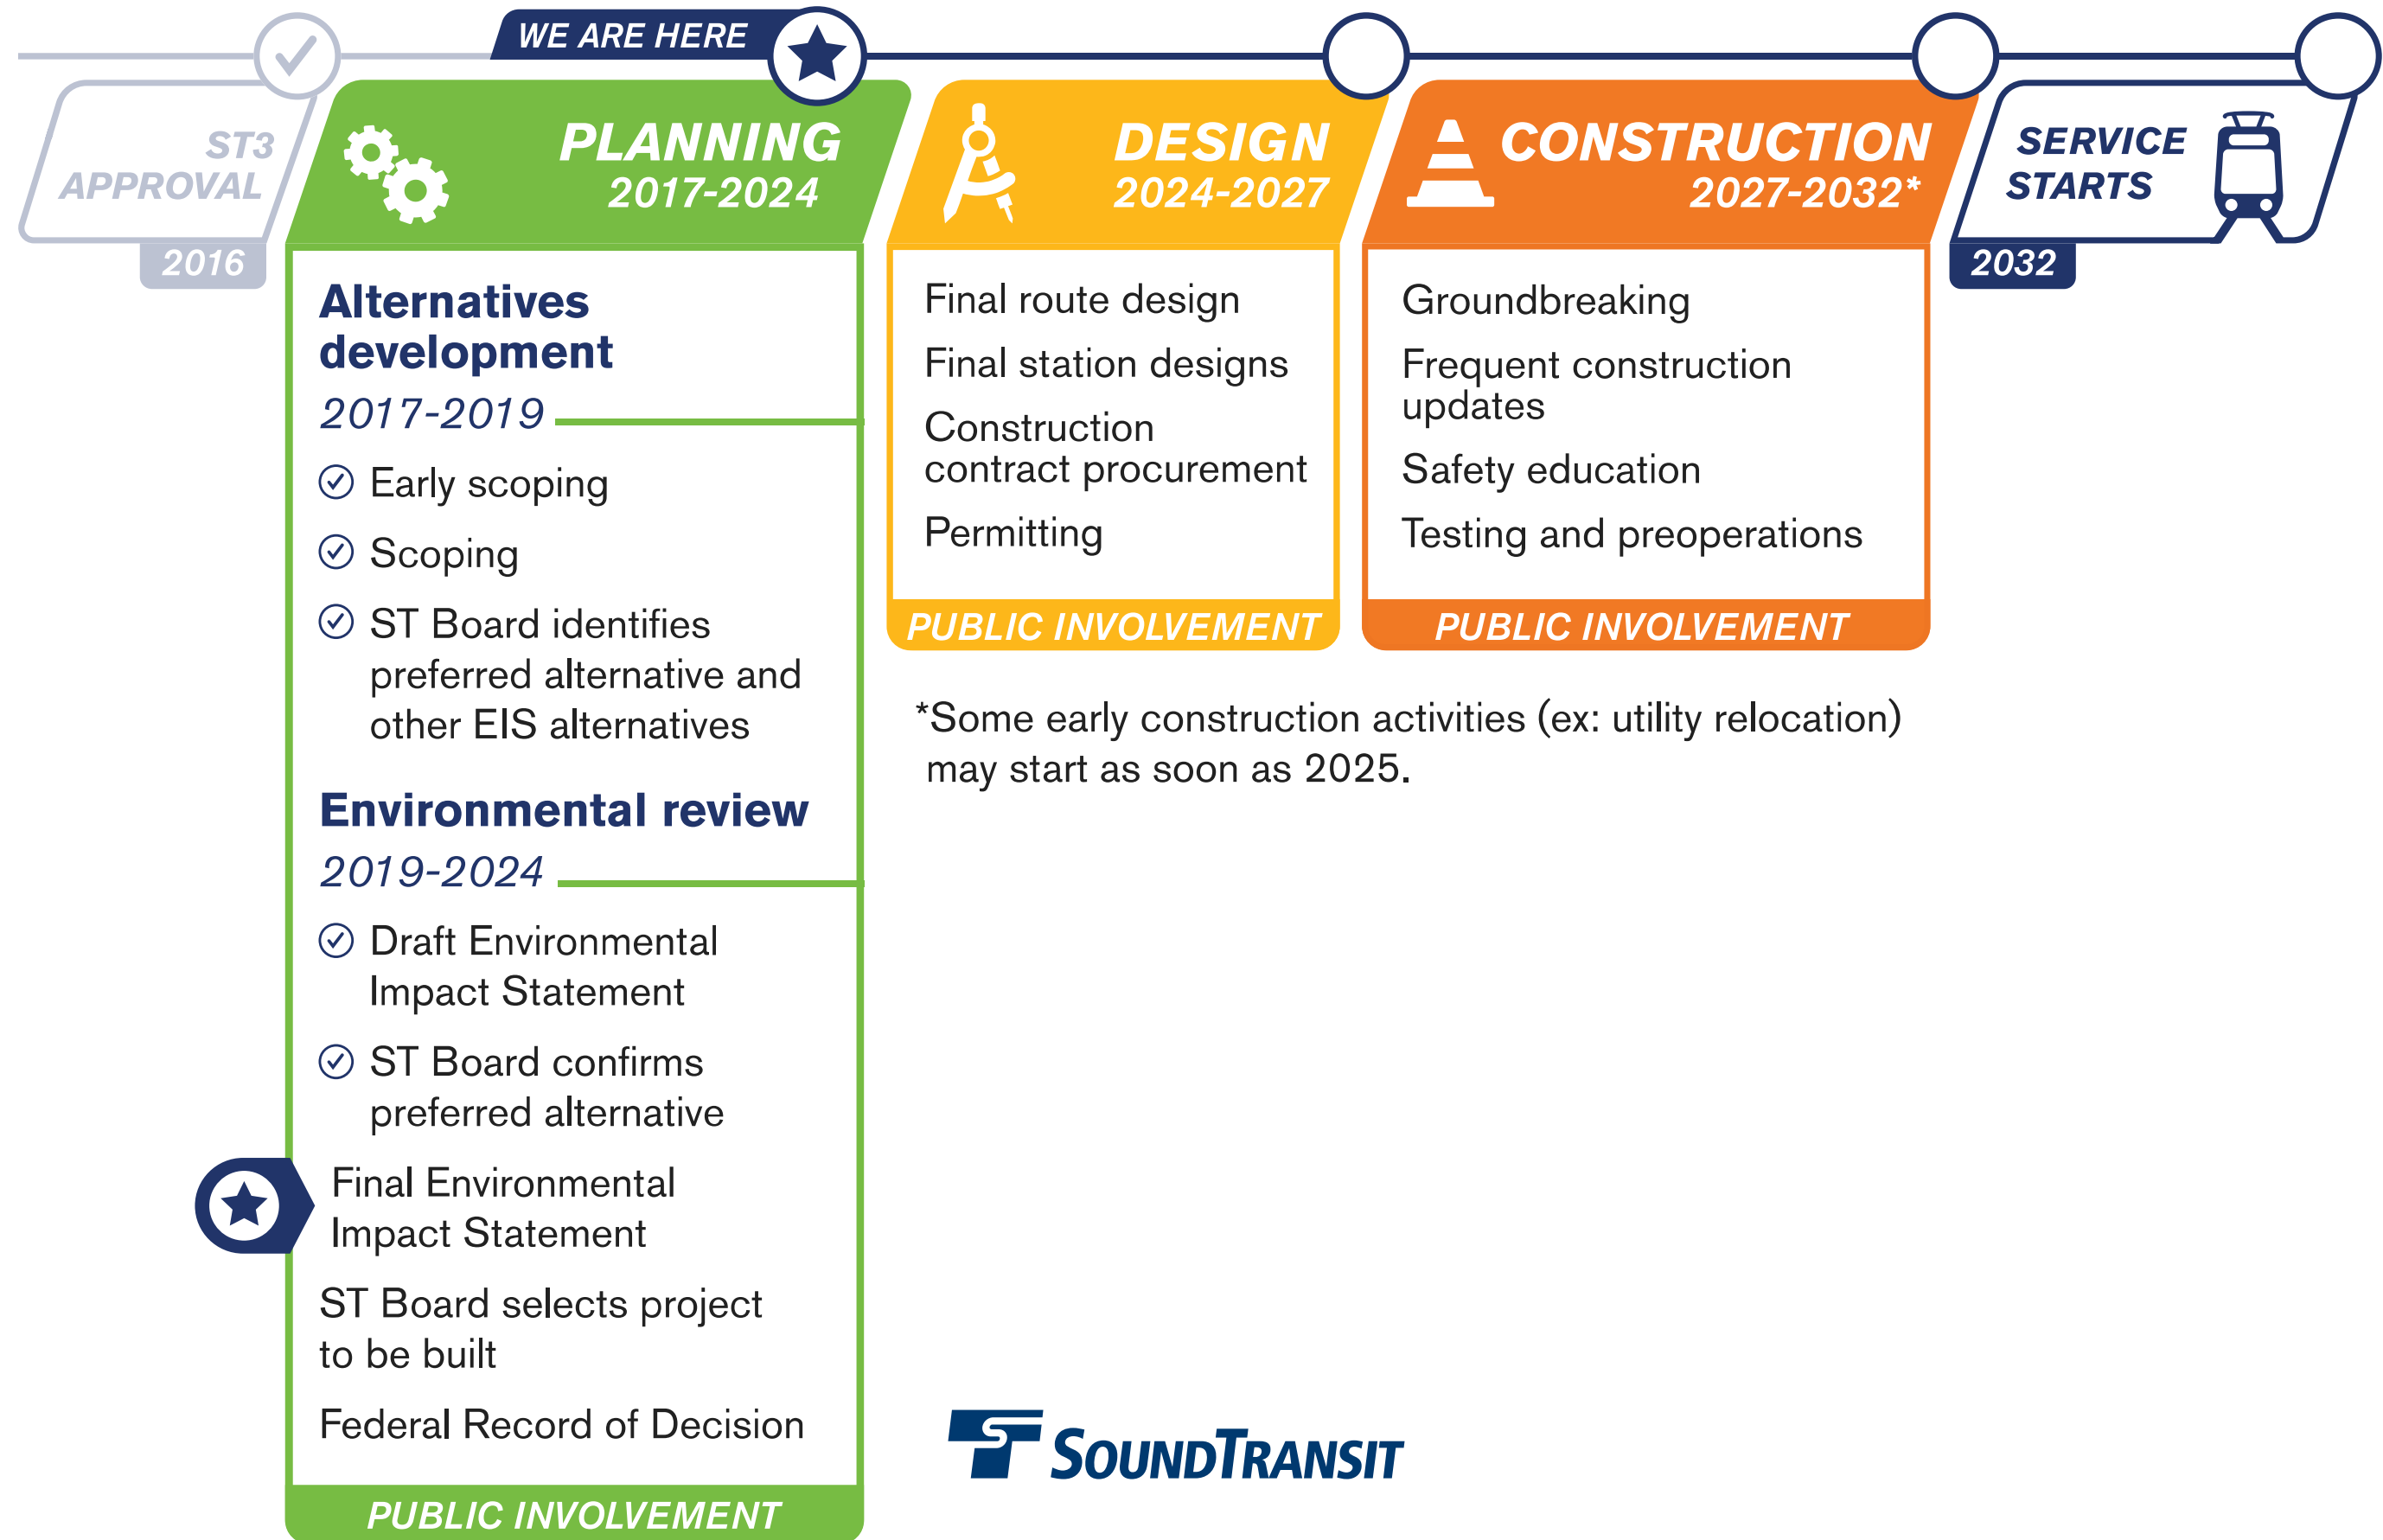 WE ARE HERE
ST3
APPROVAL
2016
PLANNING
2017-2024
Alternatives
development
2017-2019
Early scoping
Scoping
ST Board identifies
preferred alternative and
other EIS alternatives
Environmental review
2019-2024
Draft Environmental
Impact Statement
ST Board confirms
preferred alternative
Final Environmental
Impact Statement
ST Board selects project
to be built
Federal Record of Decision
PUBLIC INVOLVEMENT
DESIGN
2024-2027
Final route design
Final station designs
Construction
contract procurement
Permitting
PUBLIC INVOLVEMENT
CONSTRUCTION
2027-2032*
Groundbreaking
Frequent construction
updates
Safety education
Testing and preoperations
PUBLIC INVOLVEMENT
SERVICE
STARTS
2032
*Some early construction activities (ex: utility relocation)
may start as soon as 2025.
SOUNDTRANSIT